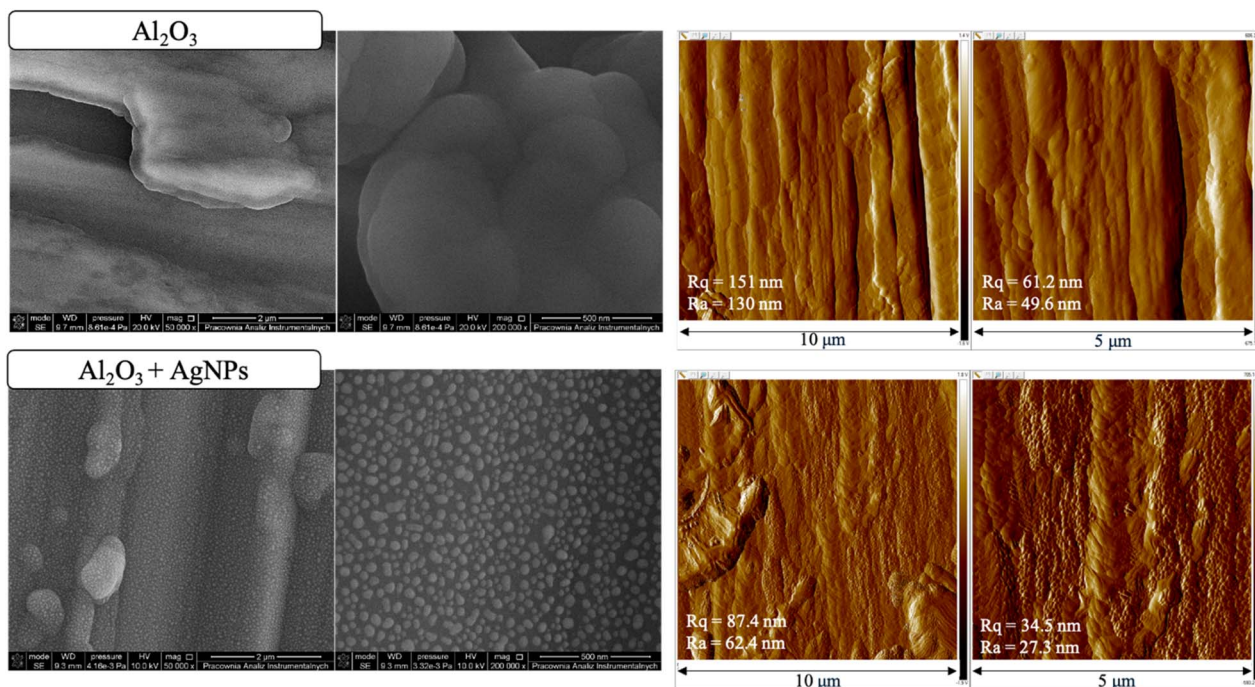 Al₂O₃
mode WD pressure HV mag 2 μm
SE 9.7 mm 8.61e-4 Pa 20.0 kV 50 000 x Pracownia Analiz Instrumentalnych
mode WD pressure HV mag 500 nm
SE 9.7 mm 8.61e-4 Pa 20.0 kV 200 000 x Pracownia Analiz Instrumentalnych
1.4 V
Rq = 151 nm
Ra = 130 nm
10 μm
Rq = 61.2 nm
Ra = 49.6 nm
5 μm
Al₂O₃ + AgNPs
mode WD pressure HV mag 2 μm
SE 9.3 mm 4.16e-3 Pa 10.0 kV 50 000 x Pracownia Analiz Instrumentalnych
mode WD pressure HV mag 500 nm
SE 9.3 mm 3.32e-3 Pa 10.0 kV 200 000 x Pracownia Analiz Instrumentalnych
Rq = 87.4 nm
Ra = 62.4 nm
10 μm
Rq = 34.5 nm
Ra = 27.3 nm
5 μm